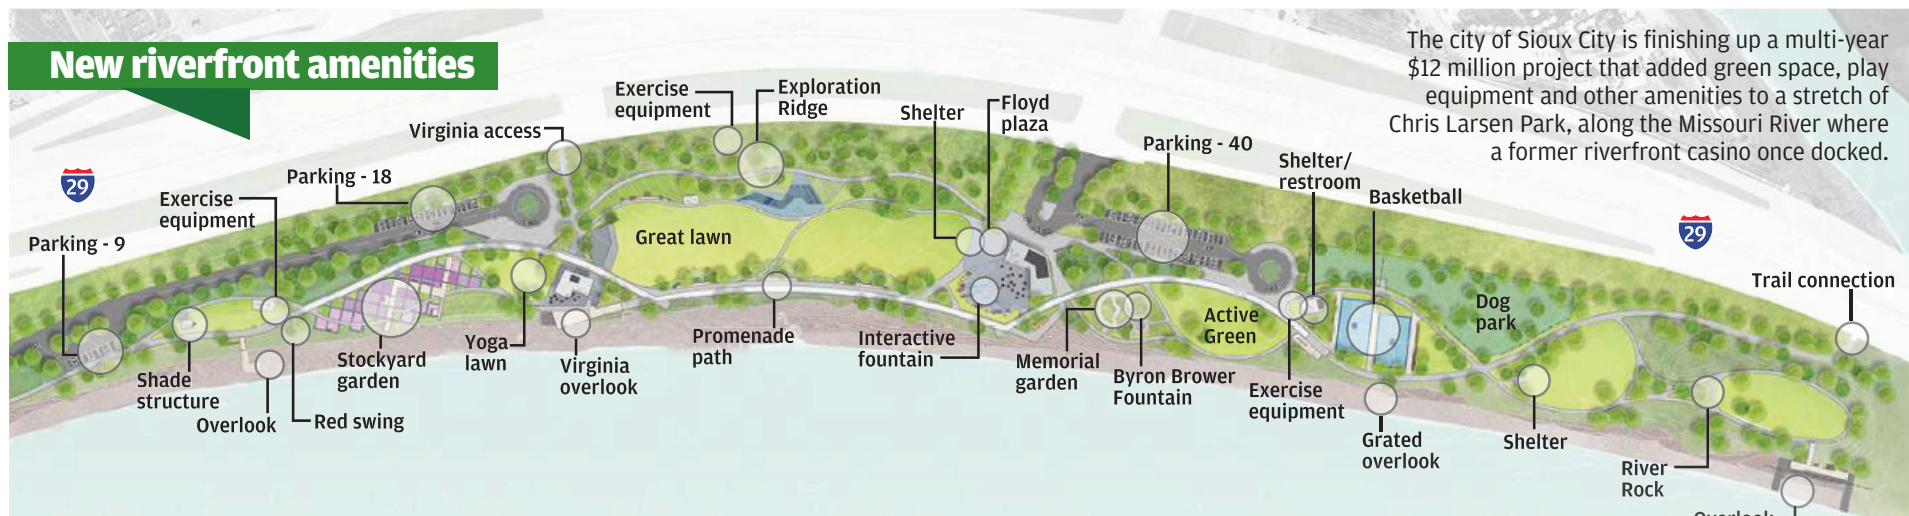 New riverfront amenities
The city of Sioux City is finishing up a multi-year
$12 million project that added green space, play
equipment and other amenities to a stretch of
Chris Larsen Park, along the Missouri River where
a former riverfront casino once docked.
29
Parking - 9
Exercise
equipment
Parking - 18
Virginia access
Exercise
equipment
Exploration
Ridge
Shelter
Floyd
plaza
Parking - 40
Shelter/
restroom
Basketball
29
Trail connection
Great lawn
Active
Green
Dog
park
Shade
structure
Overlook
Red swing
Stockyard
garden
Yoga
lawn
Virginia
overlook
Promenade
path
Interactive
fountain
Memorial
garden
Byron Brower
Fountain
Exercise
equipment
Grated
overlook
Shelter
River
Rock
Overlook